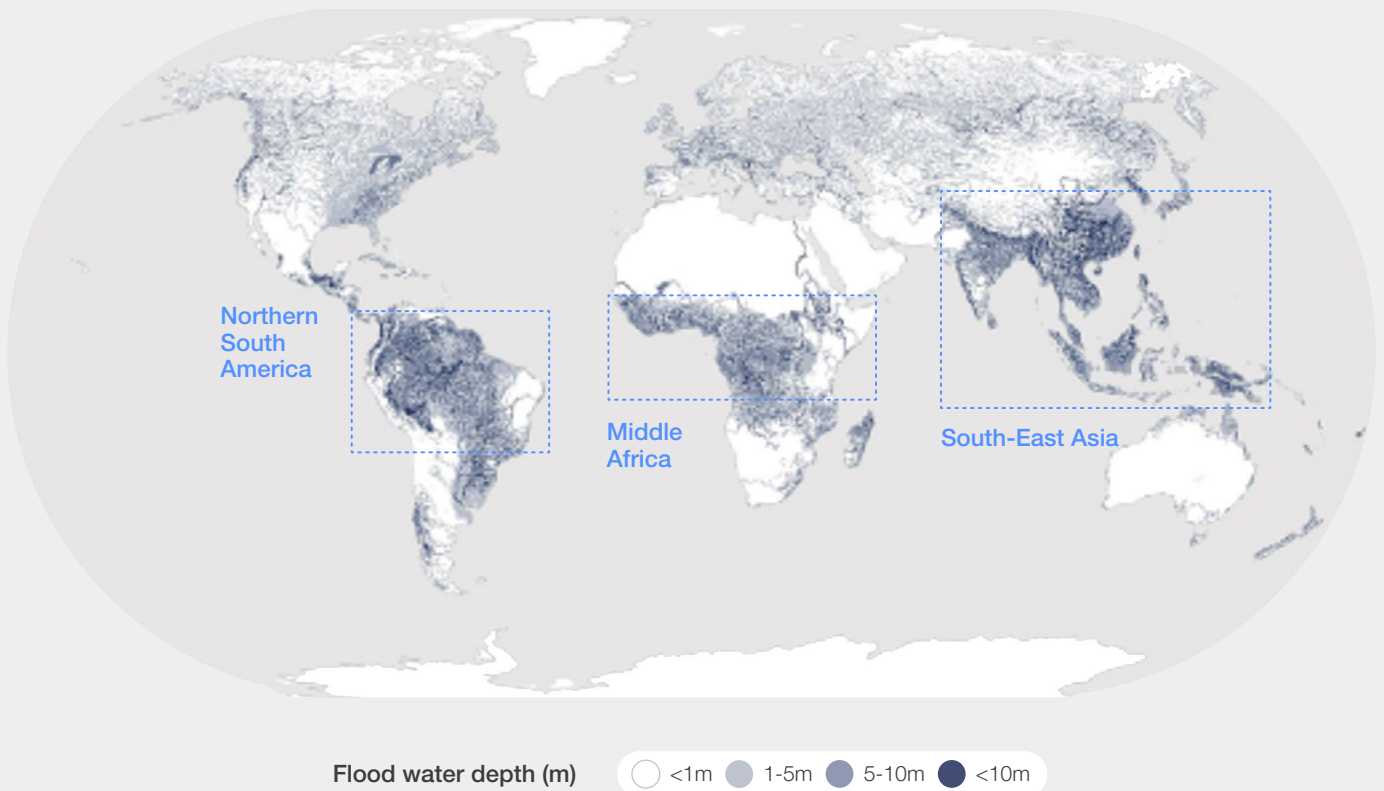 Northern
South
America
Middle
Africa
South-East Asia
Flood water depth (m)
<1m
1-5m
5-10m
<10m